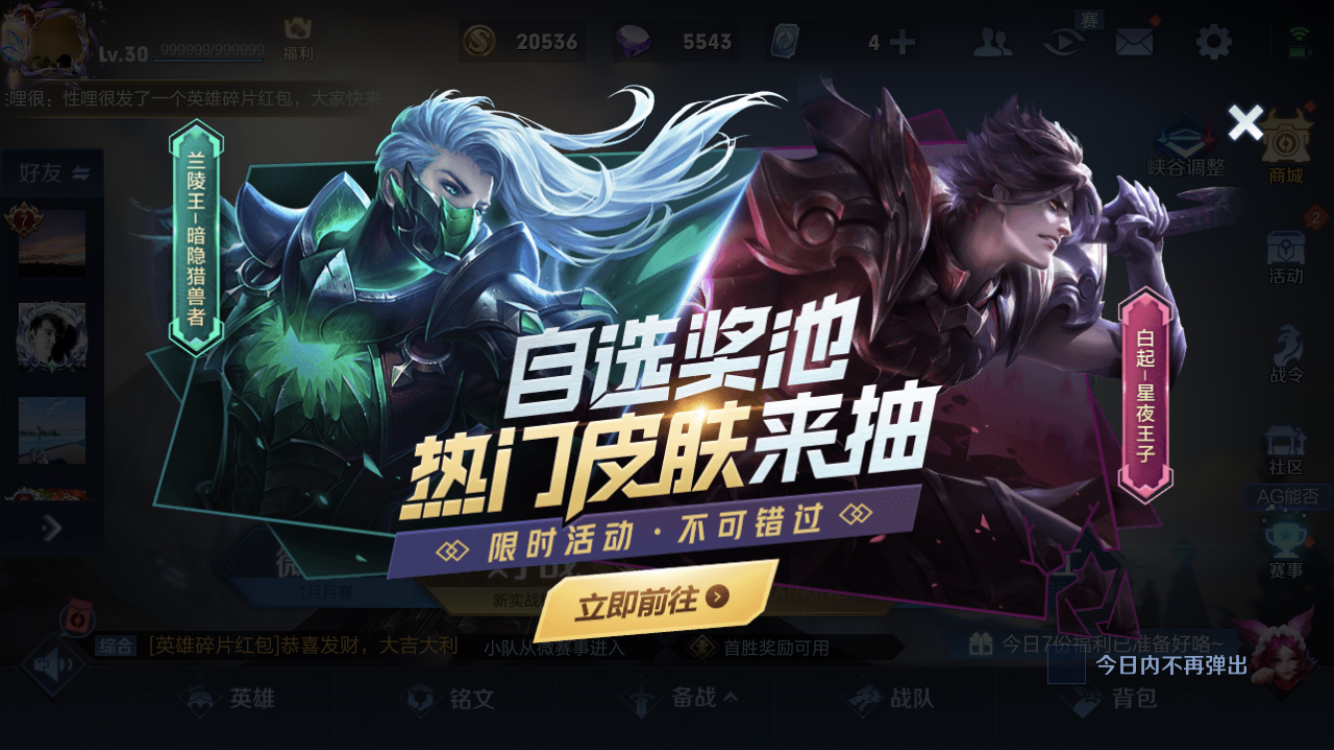 Lv.30
999999/999999
福利
20536
5543
4
赛
性哩很：性哩很发了一个英雄碎片红包，大家快来
好友
兰陵王-暗隐猎兽者
峡谷调整
商城
2
活动
战令
社区
AG能否
赛事
白起-星夜王子
自选奖池
热门皮肤来抽
限时活动·不可错过
立即前往
1月月赛
综合
[英雄碎片红包]恭喜发财，大吉大利
小队从微赛事进入
首胜奖励可用
今日7份福利已准备好咯~
今日内不再弹出
英雄
铭文
备战
战队
背包